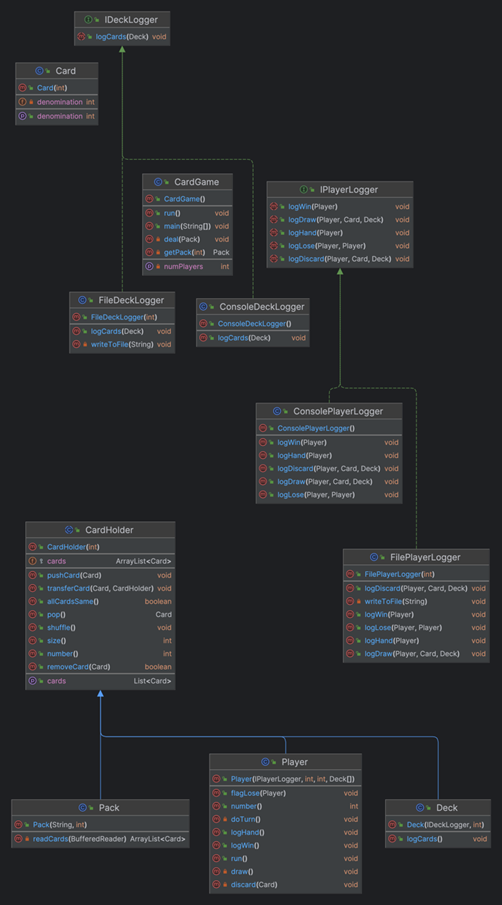 IDeckLogger
logCards(Deck) void
Card
Card(int)
denomination int
denomination int
CardGame
CardGame()
run() void
main(String[]) void
deal(Pack) void
getPack(int) Pack
numPlayers int
IPlayerLogger
logWin(Player) void
logDraw(Player, Card, Deck) void
logHand(Player) void
logLose(Player, Player) void
logDiscard(Player, Card, Deck) void
FileDeckLogger
FileDeckLogger(int)
logCards(Deck) void
writeToFile(String) void
ConsoleDeckLogger
ConsoleDeckLogger()
logCards(Deck) void
ConsolePlayerLogger
ConsolePlayerLogger()
logWin(Player) void
logHand(Player) void
logDiscard(Player, Card, Deck) void
logDraw(Player, Card, Deck) void
logLose(Player, Player) void
CardHolder
CardHolder(int)
cards ArrayList<Card>
pushCard(Card) void
transferCard(Card, CardHolder) void
allCardsSame() boolean
pop() Card
shuffle() void
size() int
number() int
removeCard(Card) boolean
cards List<Card>
FilePlayerLogger
FilePlayerLogger(int)
logDiscard(Player, Card, Deck) void
writeToFile(String) void
logWin(Player) void
logLose(Player, Player) void
logHand(Player) void
logDraw(Player, Card, Deck) void
Pack
Pack(String, int)
readCards(BufferedReader) ArrayList<Card>
Player
Player(IPlayerLogger, int, int, Deck[])
flagLose(Player) void
number() int
doTurn() void
logHand() void
logWin() void
run() void
draw() void
discard(Card) void
Deck
Deck(IDeckLogger, int)
logCards() void